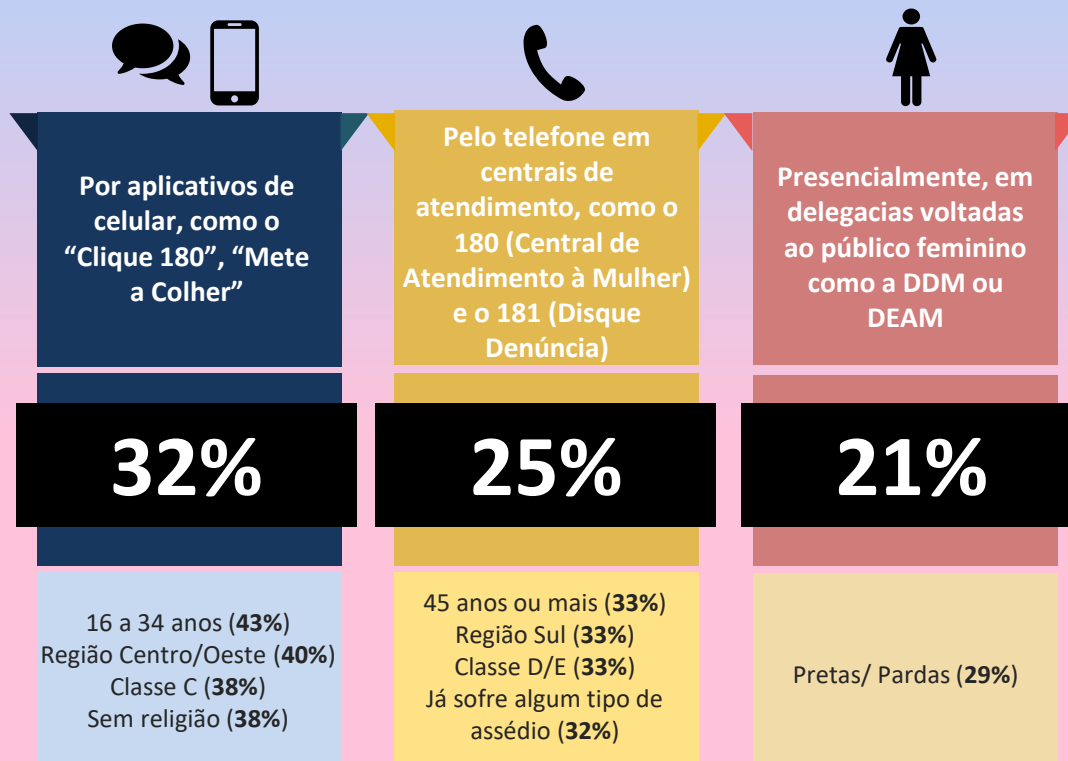 Por aplicativos de
celular, como o
“Clique 180”, “Mete
a Colher”
32%
16 a 34 anos (43%)
Região Centro/Oeste (40%)
Classe C (38%)
Sem religião (38%)
Pelo telefone em
centrais de
atendimento, como o
180 (Central de
Atendimento à Mulher)
e o 181 (Disque
Denúncia)
25%
45 anos ou mais (33%)
Região Sul (33%)
Classe D/E (33%)
Já sofre algum tipo de
assédio (32%)
Presencialmente, em
delegacias voltadas
ao público feminino
como a DDM ou
DEAM
21%
Pretas/ Pardas (29%)